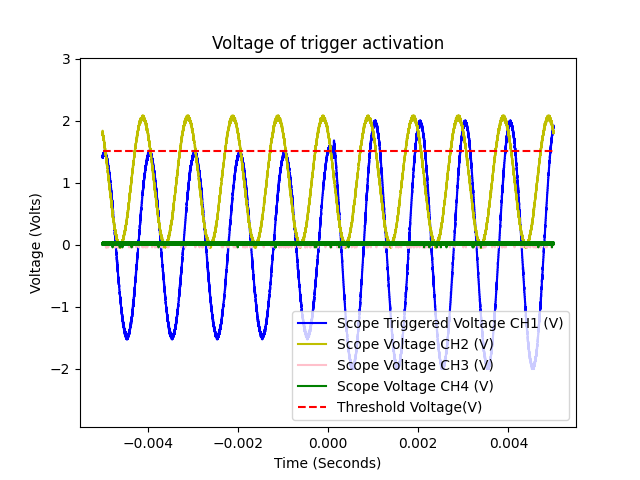 Voltage of trigger activation
3
2
1
0
−1
−2
Voltage (Volts)
Scope Triggered Voltage CH1 (V)
Scope Voltage CH2 (V)
Scope Voltage CH3 (V)
Scope Voltage CH4 (V)
Threshold Voltage(V)
−0.004 −0.002 0.000 0.002 0.004
Time (Seconds)